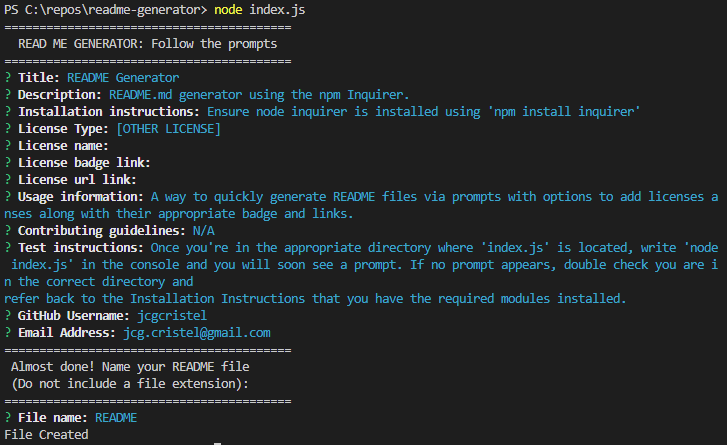 PS C:\repos\readme-generator> node index.js
=========================================
  READ ME GENERATOR: Follow the prompts
=========================================
? Title: README Generator
? Description: README.md generator using the npm Inquirer.
? Installation instructions: Ensure node inquirer is installed using 'npm install inquirer'
? License Type: [OTHER LICENSE]
? License name:
? License badge link:
? License url link:
? Usage information: A way to quickly generate README files via prompts with options to add licenses a
nses along with their appropriate badge and links.
? Contributing guidelines: N/A
? Test instructions: Once you're in the appropriate directory where 'index.js' is located, write 'node
 index.js' in the console and you will soon see a prompt. If no prompt appears, double check you are i
n the correct directory and
refer back to the Installation Instructions that you have the required modules installed.
? GitHub Username: jcgcristel
? Email Address: jcg.cristel@gmail.com
=========================================
 Almost done! Name your README file
 (Do not include a file extension):
=========================================
? File name: README
File Created